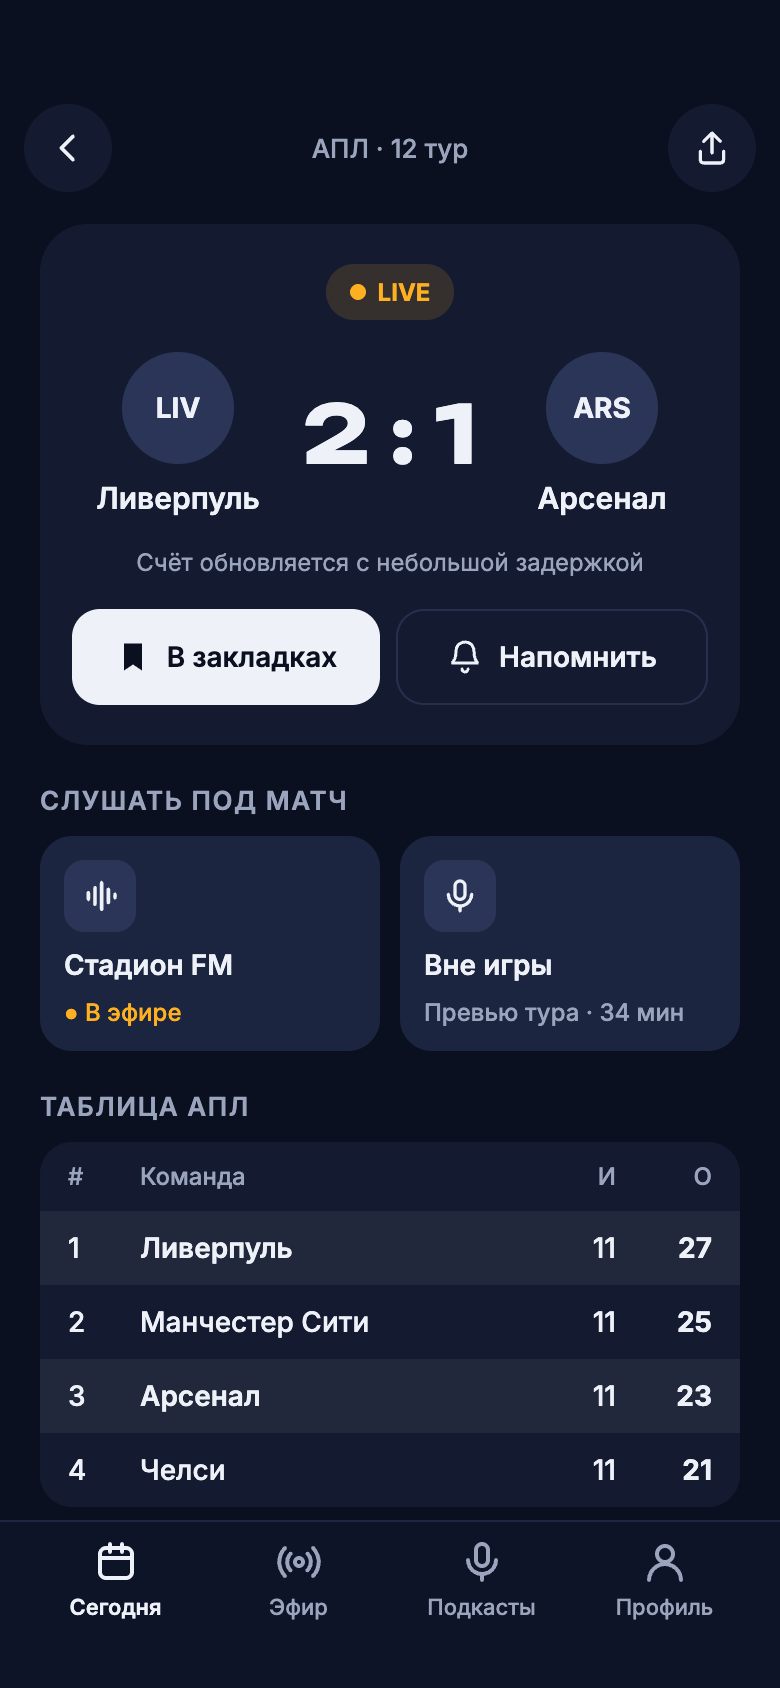 АПЛ · 12 тур
LIVE
LIV
2:1
ARS
Ливерпуль
Арсенал
Счёт обновляется с небольшой задержкой
В закладках
Напомнить
СЛУШАТЬ ПОД МАТЧ
Стадион FM
В эфире
Вне игры
Превью тура · 34 мин
ТАБЛИЦА АПЛ
# Команда И О
1 Ливерпуль 11 27
2 Манчестер Сити 11 25
3 Арсенал 11 23
4 Челси 11 21
Сегодня
Эфир
Подкасты
Профиль